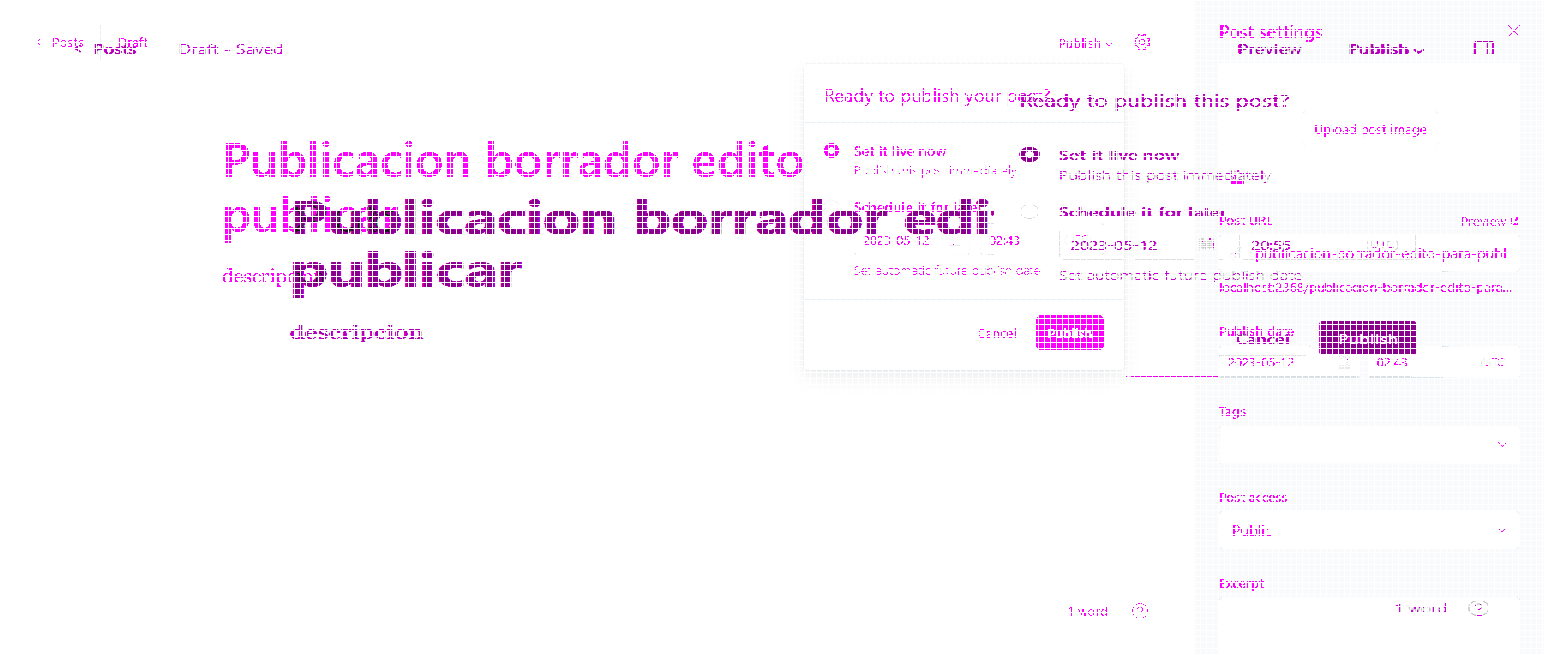 Posts Draft
Posts Draft - Saved
Publish
Post settings
Preview Publish
Ready to publish your post?
Ready to publish this post?
Upload post image
Publicacion borrador edito
publicar
Publicacion borrador edi
publicar
descripcion
descripcion
Set it live now
Publish this post immediately
Set it live now
Publish this post immediately
Schedule it for later
2023-05-12 02:43
Set automatic future publish date
Schedule it for later
2023-05-12 20:55
Set automatic future publish date
Cancel Publish
Cancel Publish
Post URL Preview
publicacion-borrador-edito-para-publ
localhost:2368/publicacion-borrador-edito-para...
Publish date
2023-05-12 02:43 UTC
Tags
Post access
Public
Excerpt
1 word
1 word